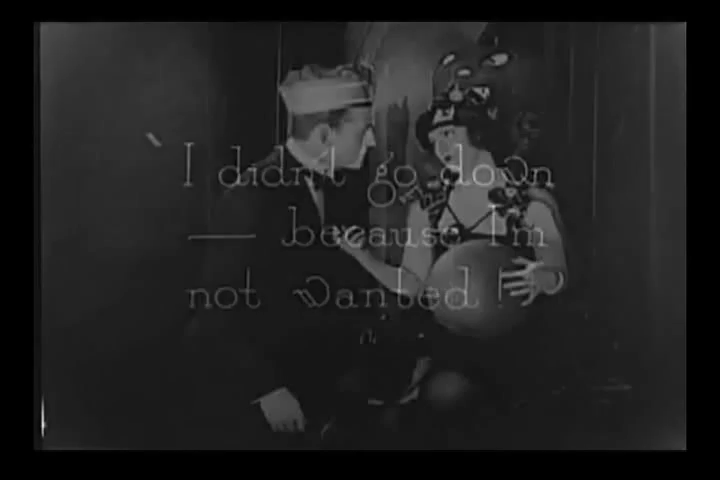 I didn't go down
— because I'm
not wanted!